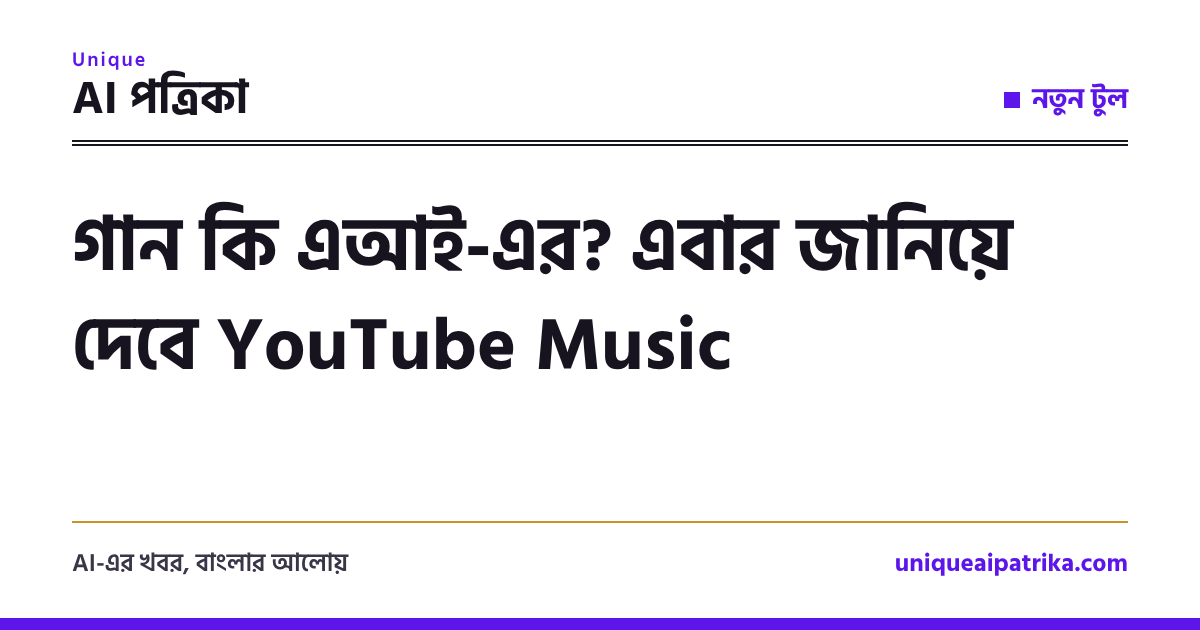 Unique
AI পত্রিকা
নতুন টুল
গান কি এআই-এর? এবার জানিয়ে
দেবে YouTube Music
AI-এর খবর, বাংলার আলোয়
uniqueaipatrika.com